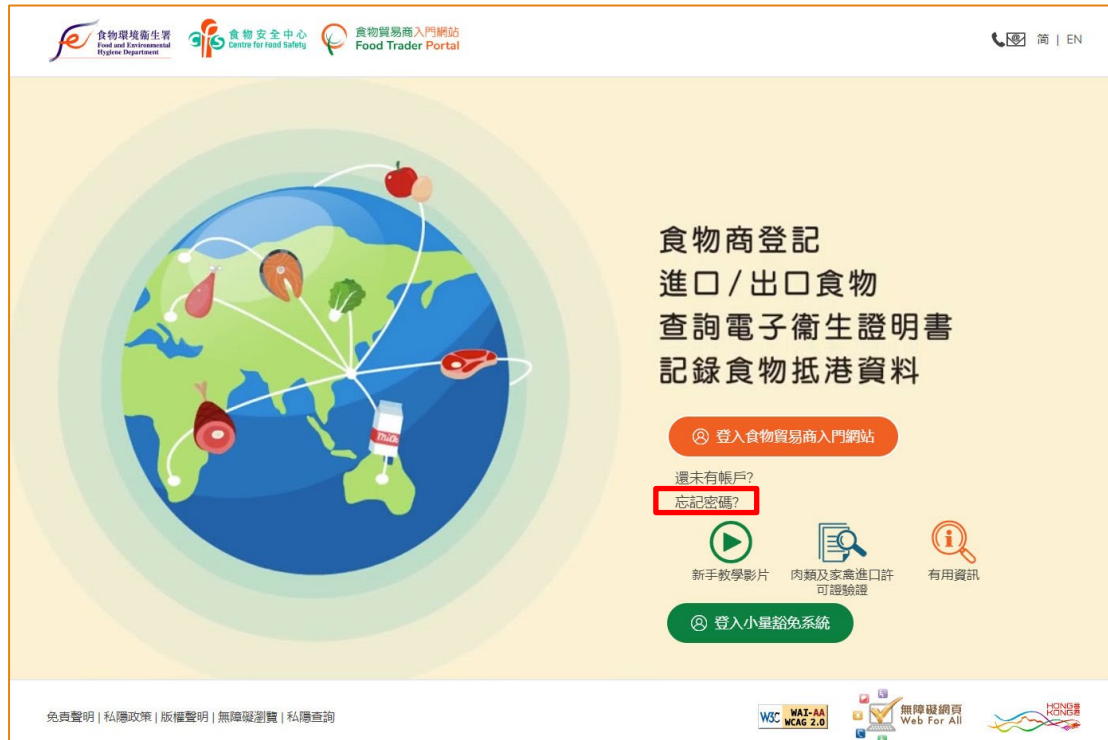 食物環境衞生署
Food and Environmental
Hygiene Department
食物安全中心
Centre for Food Safety
食物貿易商入門網站
Food Trader Portal
简 | EN
食物商登記
進口/出口食物
查詢電子衞生證明書
記錄食物抵港資料
Milk
登入食物貿易商入門網站
還未有帳戶?
忘記密碼?
新手教學影片
肉類及家禽進口許
可證驗證
有用資訊
登入小量豁免系統
免責聲明 | 私隱政策 | 版權聲明 | 無障礙瀏覽 | 私隱查詢
W3C WAI-AA
WCAG 2.0
無障礙網頁
Web For All
HONG
KONG
香港